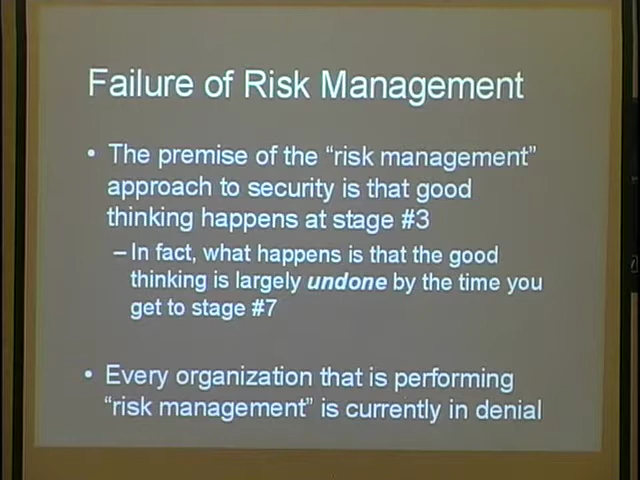 Failure of Risk Management
• The premise of the “risk management”
approach to security is that good
thinking happens at stage #3
– In fact, what happens is that the good
thinking is largely undone by the time you
get to stage #7
• Every organization that is performing
“risk management” is currently in denial